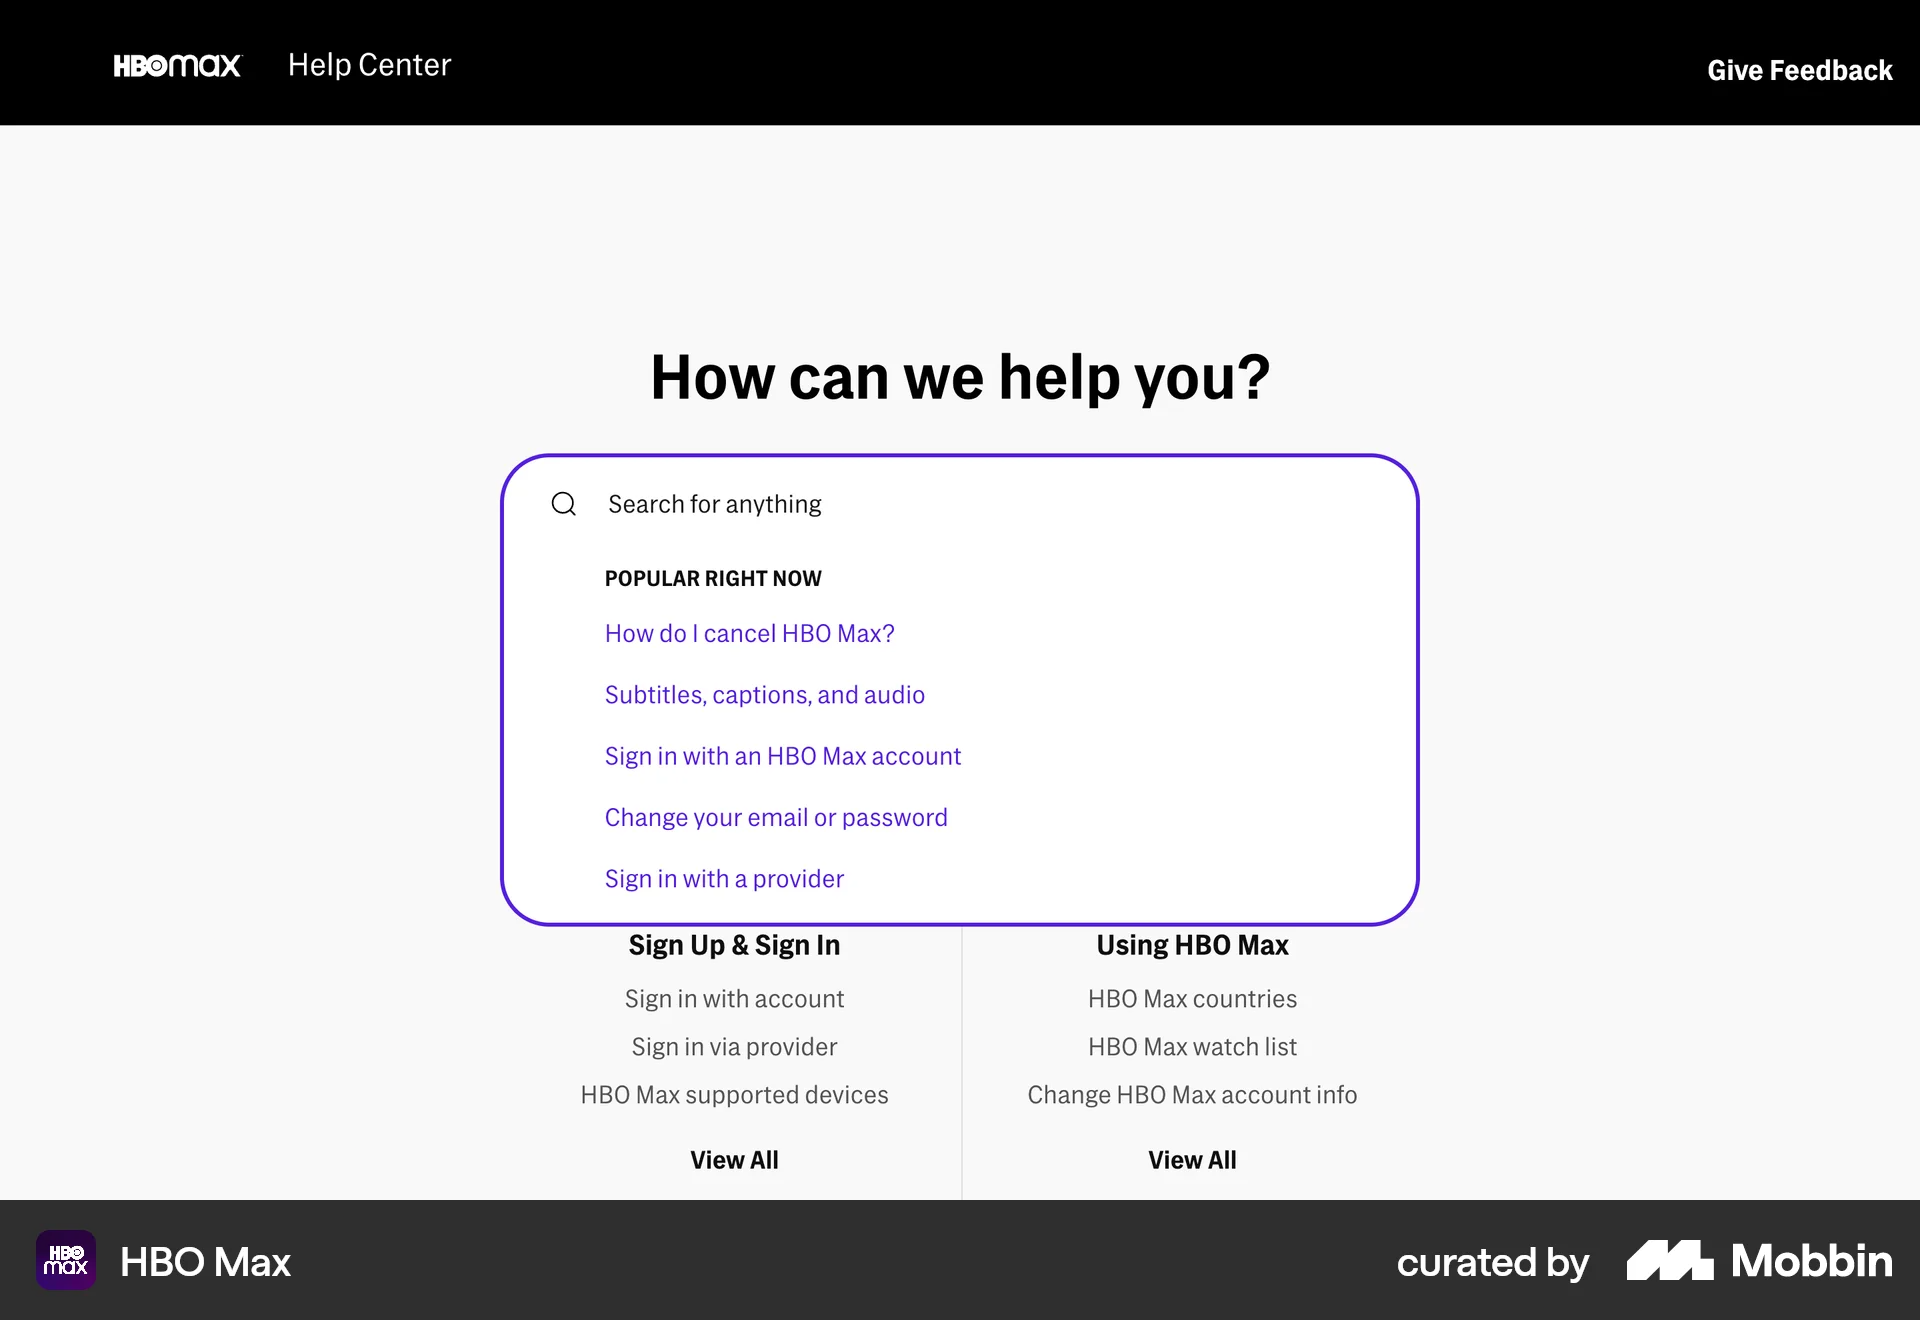 HBOmax
Help Center
Give Feedback
How can we help you?
Search for anything
POPULAR RIGHT NOW
How do I cancel HBO Max?
Subtitles, captions, and audio
Sign in with an HBO Max account
Change your email or password
Sign in with a provider
Sign Up & Sign In
Sign in with account
Sign in via provider
HBO Max supported devices
View All
Using HBO Max
HBO Max countries
HBO Max watch list
Change HBO Max account info
View All
HBO
max
HBO Max
curated by
Mobbin